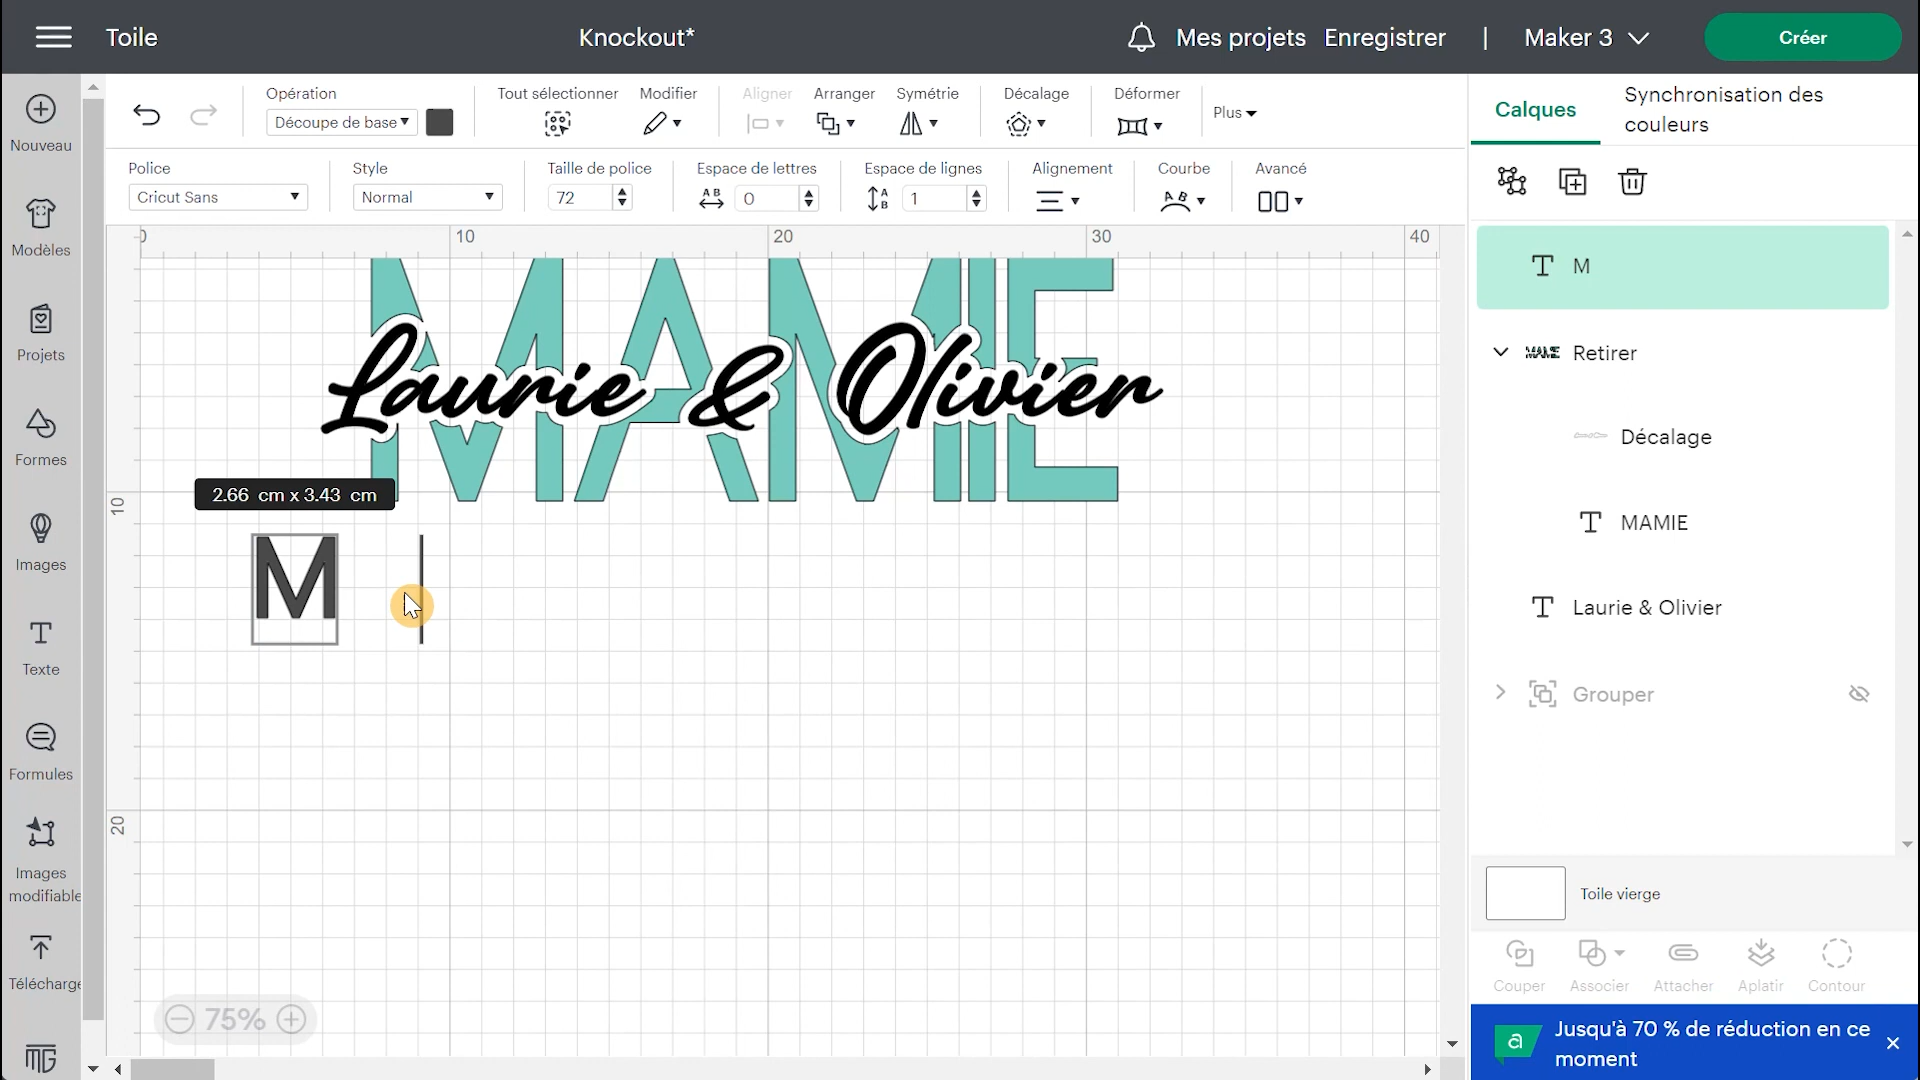 Toile
Knockout*
Mes projets
Enregistrer
|
Maker 3
Créer
Nouveau
Modèles
Projets
Formes
Images
Texte
Formules
Images
modifiable
Télécharge
Opération
Découpe de base
Tout sélectionner
Modifier
Aligner
Arranger
Symétrie
Décalage
Déformer
Plus
Police
Cricut Sans
Style
Normal
Taille de police
72
Espace de lettres
0
Espace de lignes
1
Alignement
Courbe
Avancé
0
10
20
30
40
10
20
MAMIE
Laurie & Olivier
2.66 cm x 3.43 cm
M
75%
Calques
Synchronisation des
couleurs
M
MAMIE Retirer
Décalage
MAMIE
Laurie & Olivier
Grouper
Toile vierge
Couper
Associer
Attacher
Aplatir
Contour
a
Jusqu'à 70 % de réduction en ce
moment